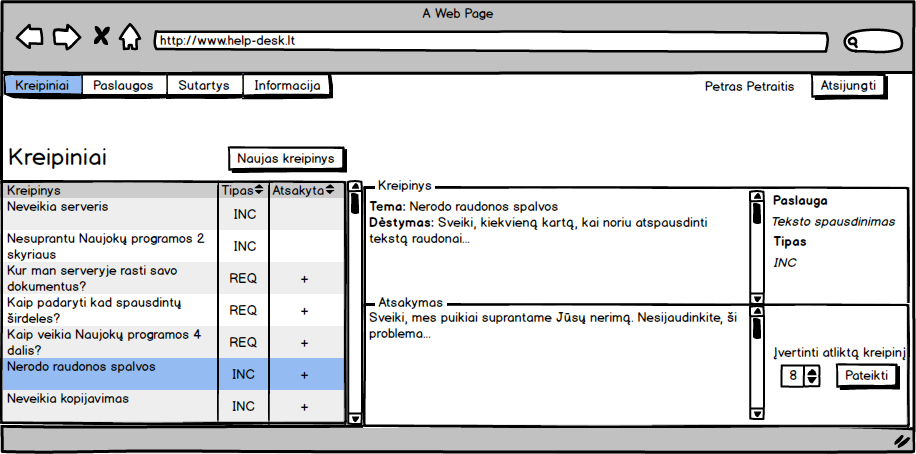 A Web Page
http://www.help-desk.lt
Kreipiniai Paslaugos Sutartys Informacija
Petras Petraitis Atsijungti
Kreipiniai
Naujas kreipinys
Kreipinys Tipas Atsakyta
Neveikia serveris INC
Nesuprantu Naujokų programos 2
skyriaus INC
Kur man serveryje rasti savo
dokumentus? REQ +
Kaip padaryti kad spausdintų
širdeles? REQ +
Kaip veikia Naujokų programos 4
dalis? REQ +
Nerodo raudonos spalvos INC +
Neveikia kopijavimas INC +
Kreipinys
Tema: Nerodo raudonos spalvos
Dėstymas: Sveiki, kiekvieną kartą, kai noriu atspausdinti
tekstą raudonai...
Paslauga
Teksto spausdinimas
Tipas
INC
Atsakymas
Sveiki, mes puikiai suprantame Jūsų nerimą. Nesijaudinkite, ši
problema...
Įvertinti atliktą kreipinį
8 Pateikti